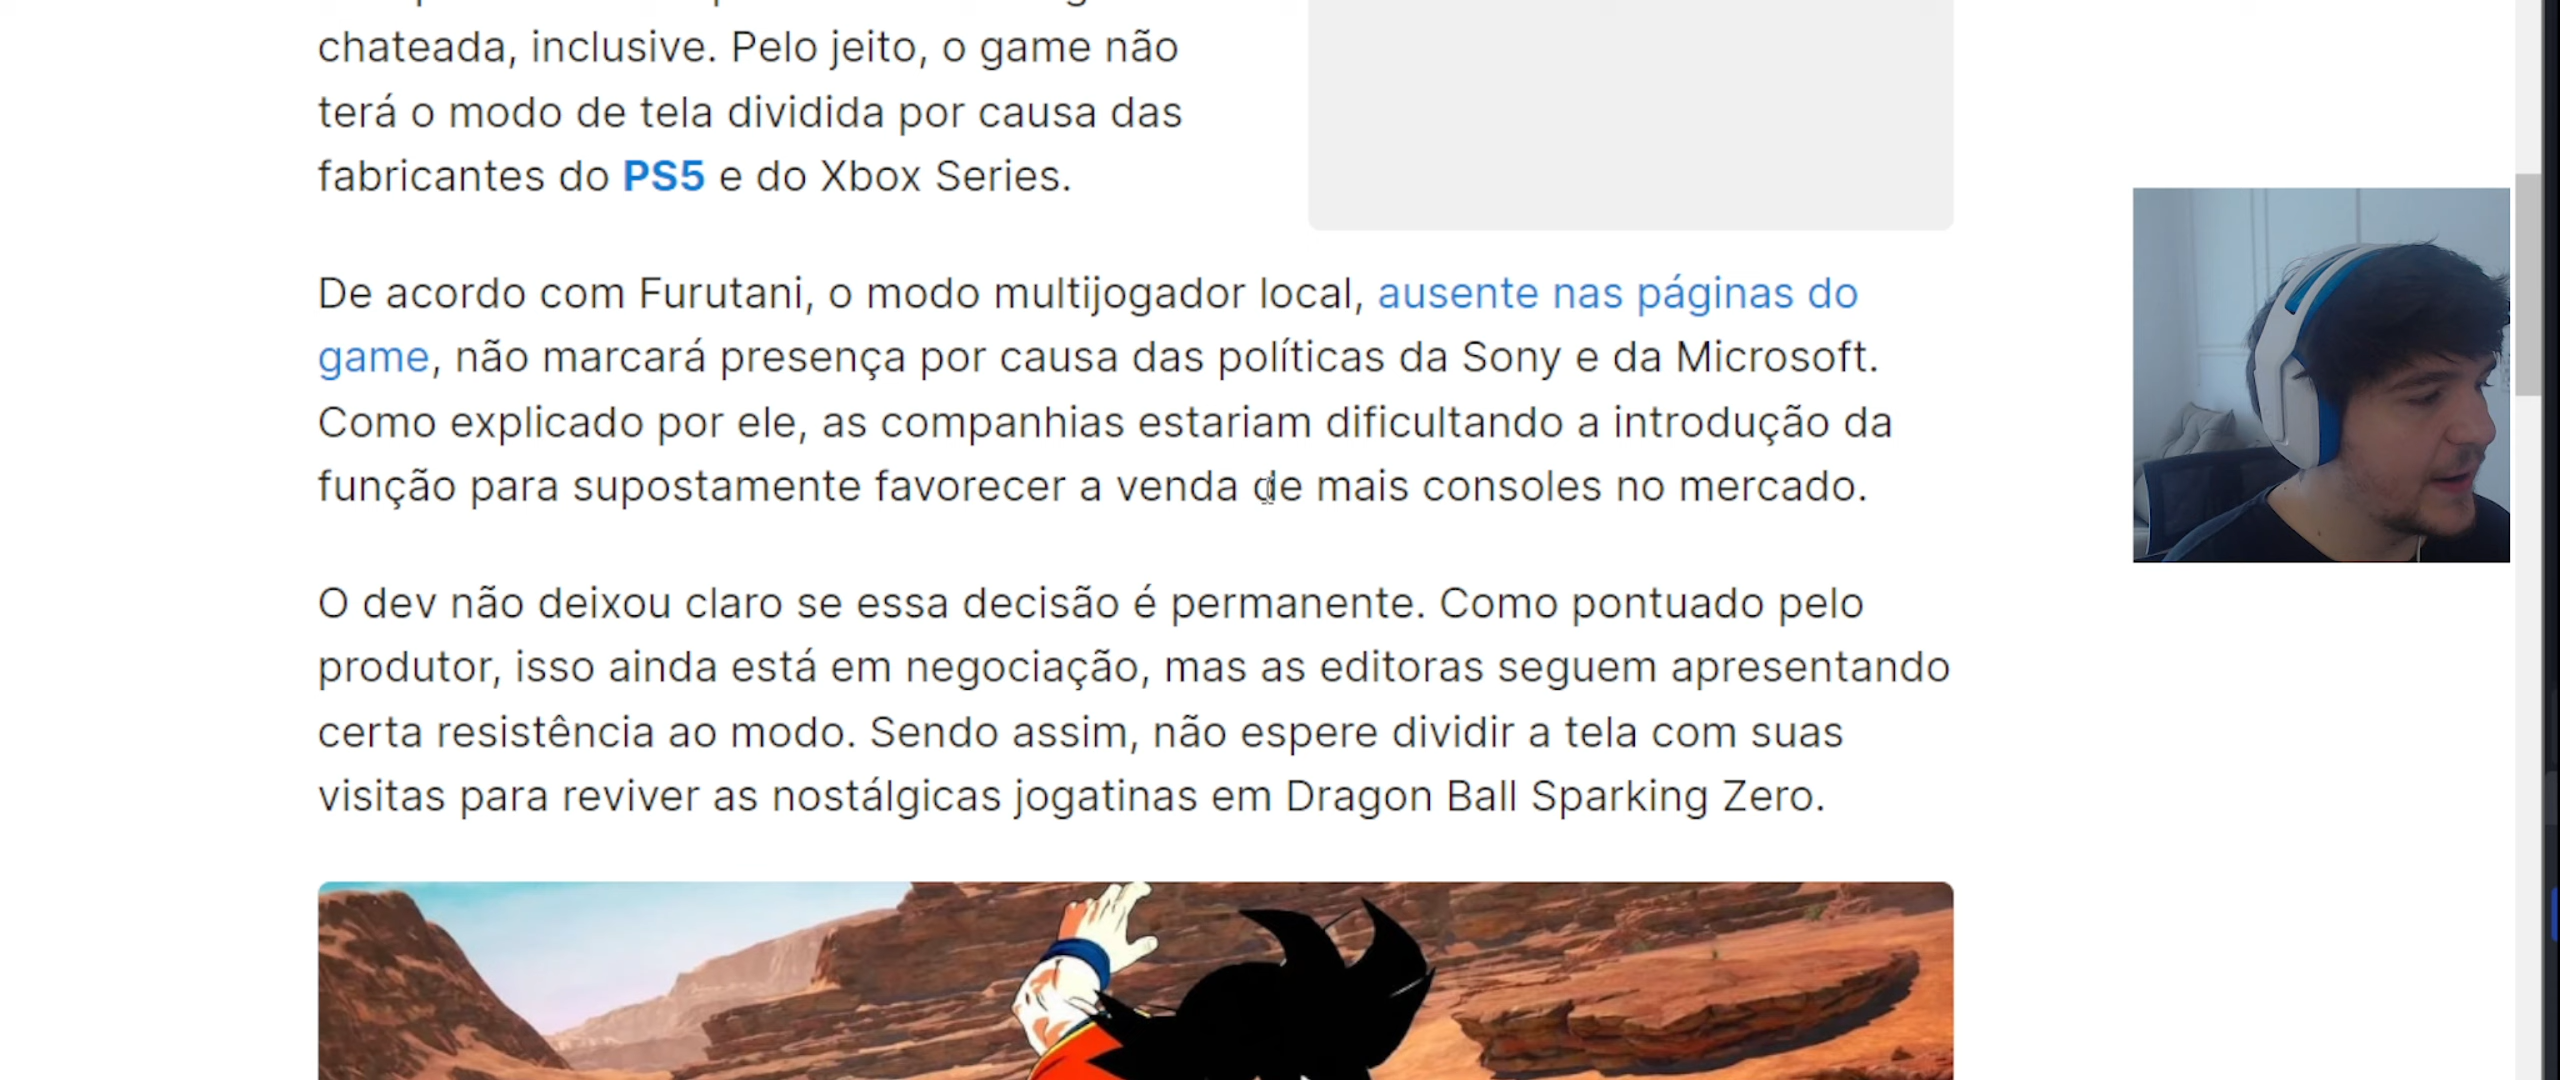 chateada, inclusive. Pelo jeito, o game não
terá o modo de tela dividida por causa das
fabricantes do PS5 e do Xbox Series.
De acordo com Furutani, o modo multijogador local, ausente nas páginas do
game, não marcará presença por causa das políticas da Sony e da Microsoft.
Como explicado por ele, as companhias estariam dificultando a introdução da
função para supostamente favorecer a venda de mais consoles no mercado.
O dev não deixou claro se essa decisão é permanente. Como pontuado pelo
produtor, isso ainda está em negociação, mas as editoras seguem apresentando
certa resistência ao modo. Sendo assim, não espere dividir a tela com suas
visitas para reviver as nostálgicas jogatinas em Dragon Ball Sparking Zero.